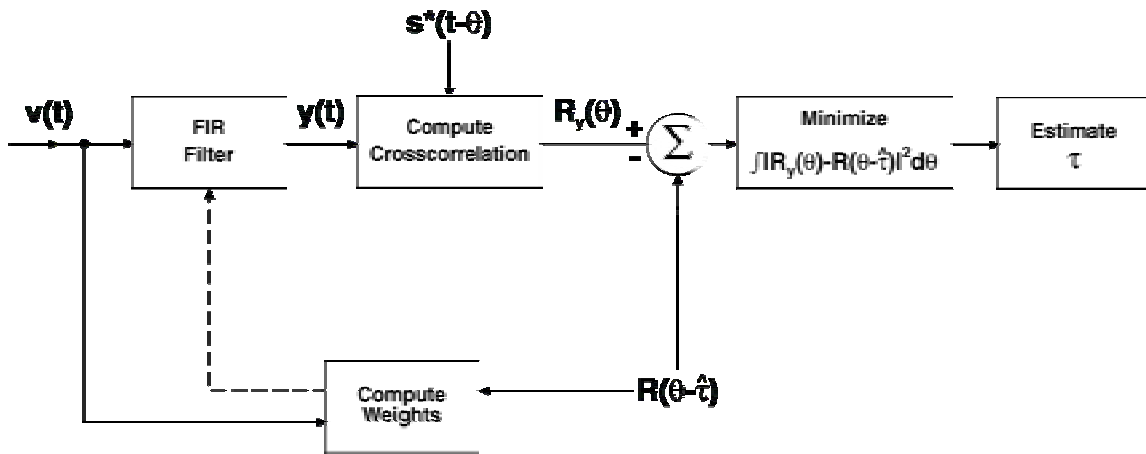 s*(t-θ)
v(t)
FIR
Filter
y(t)
Compute
Crosscorrelation
R_y(θ)
+
-
Σ
Minimize
∫|R_y(θ)-R(θ-τ̂)|²dθ
Estimate
τ
Compute
Weights
R(θ-τ̂)